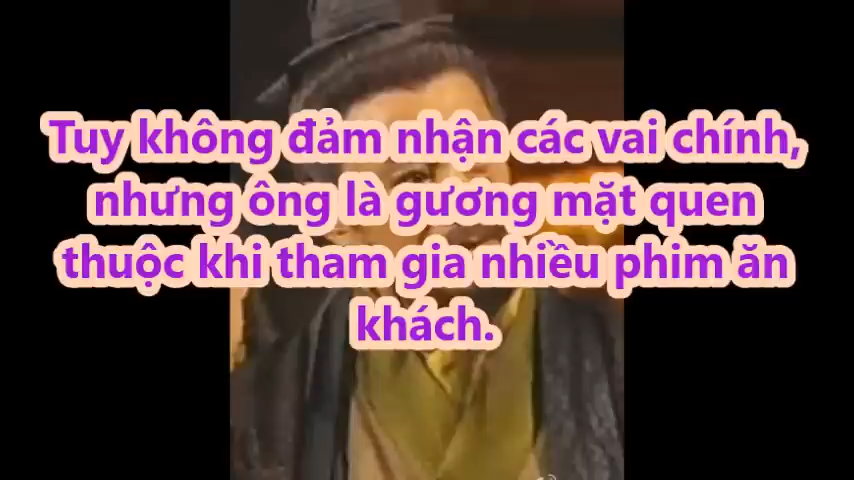 Tuy không đảm nhận các vai chính,
nhưng ông là gương mặt quen
thuộc khi tham gia nhiều phim ăn
khách.